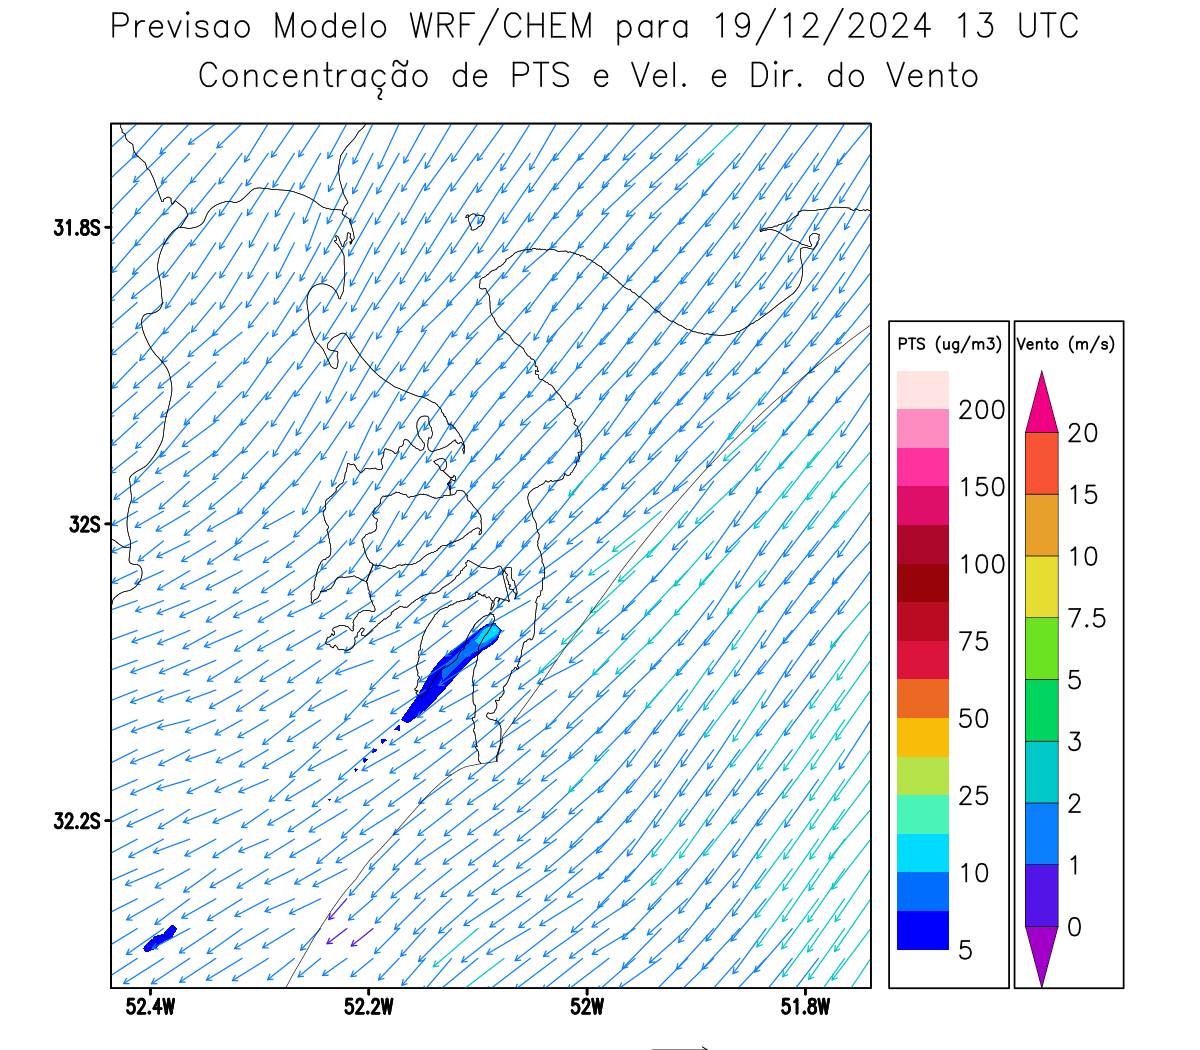 Previsao Modelo WRF/CHEM para 19/12/2024 13 UTC
Concentração de PTS e Vel. e Dir. do Vento
31.8S
32S
32.2S
52.4W
52.2W
52W
51.8W
PTS (ug/m3)
200
150
100
75
50
25
10
5
Vento (m/s)
20
15
10
7.5
5
3
2
1
0